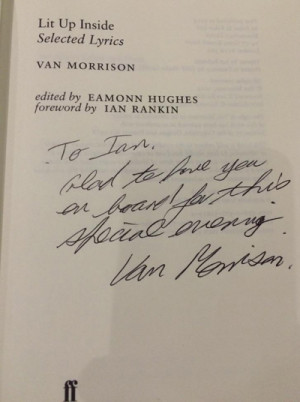 Lit Up Inside
Selected Lyrics
VAN MORRISON
edited by EAMONN HUGHES
foreword by IAN RANKIN
To Ian.
Glad to have you
on board for this
special evening.
Van Morrison.
ff